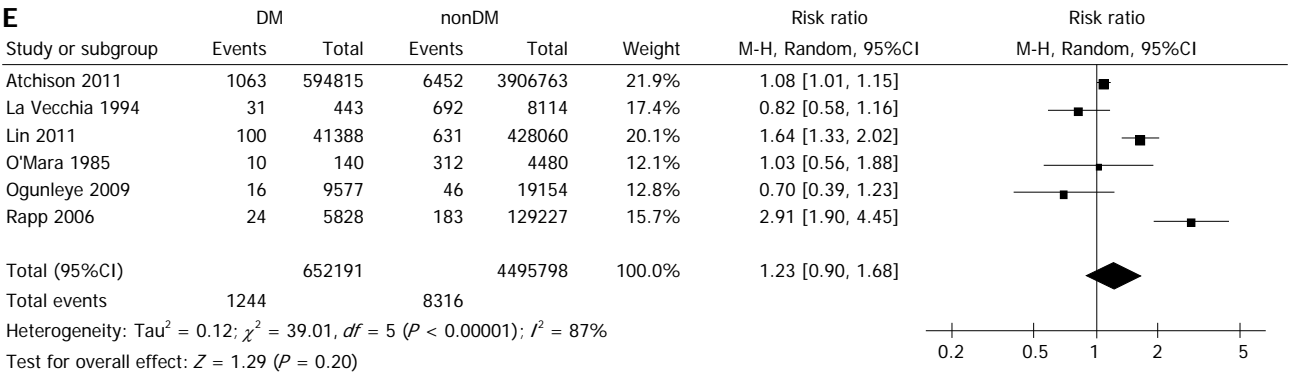 E
DM nonDM Risk ratio Risk ratio
Study or subgroup Events Total Events Total Weight M-H, Random, 95%CI M-H, Random, 95%CI
Atchison 2011 1063 594815 6452 3906763 21.9% 1.08 [1.01, 1.15]
La Vecchia 1994 31 443 692 8114 17.4% 0.82 [0.58, 1.16]
Lin 2011 100 41388 631 428060 20.1% 1.64 [1.33, 2.02]
O'Mara 1985 10 140 312 4480 12.1% 1.03 [0.56, 1.88]
Ogunleye 2009 16 9577 46 19154 12.8% 0.70 [0.39, 1.23]
Rapp 2006 24 5828 183 129227 15.7% 2.91 [1.90, 4.45]
Total (95%CI) 652191 4495798 100.0% 1.23 [0.90, 1.68]
Total events 1244 8316
Heterogeneity: Tau² = 0.12; χ² = 39.01, df = 5 (P < 0.00001); I² = 87%
Test for overall effect: Z = 1.29 (P = 0.20)
0.2 0.5 1 2 5